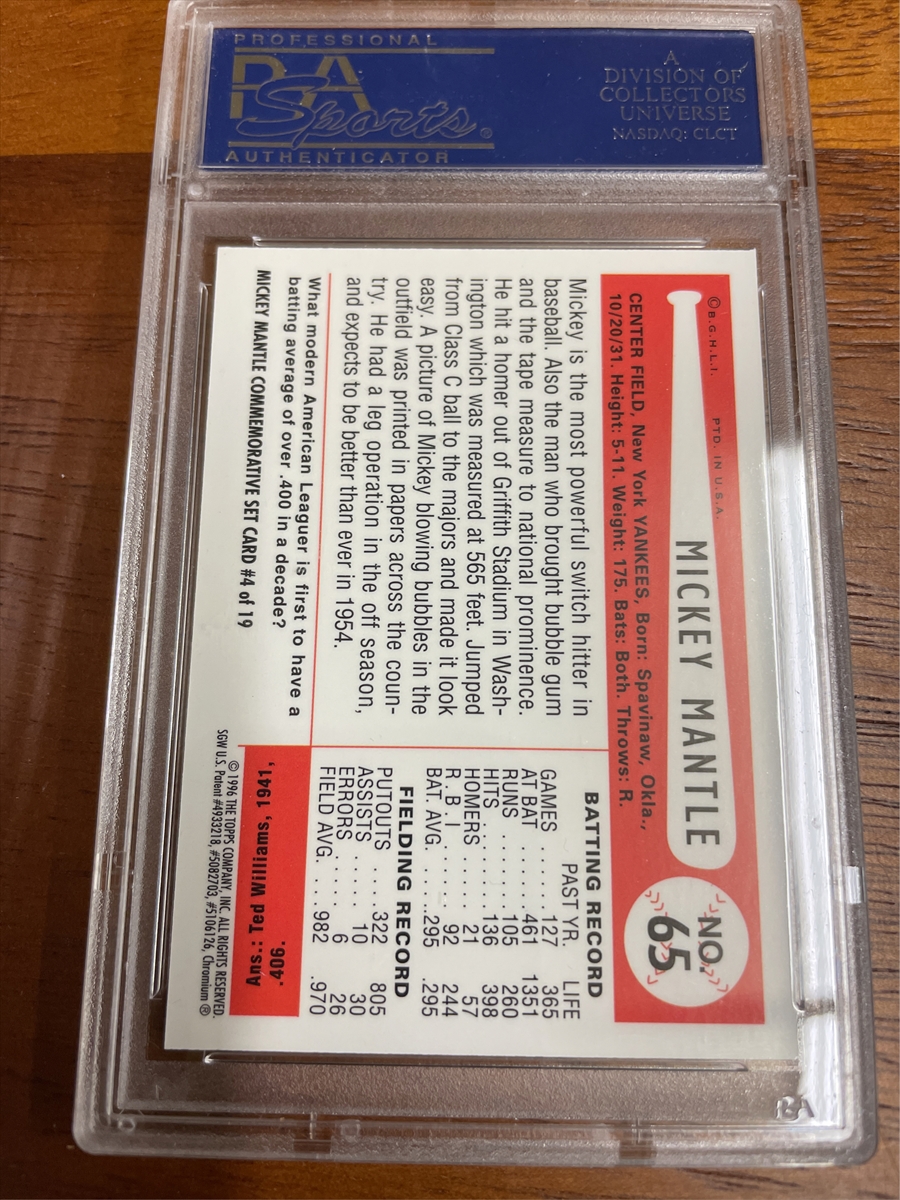 PROFESSIONAL
PSA
Sports®
AUTHENTICATOR
A
DIVISION OF
COLLECTORS
UNIVERSE
NASDAQ: CLCT
© B.G.H.L.I. PTD. IN U.S.A.
MICKEY MANTLE
NO.
65
CENTER FIELD, New York YANKEES, Born: Spavinaw, Okla.,
10/20/31. Height: 5-11. Weight: 175. Bats: Both. Throws: R.
Mickey is the most powerful switch hitter in
baseball. Also the man who brought bubble gum
and the tape measure to national prominence.
He hit a homer out of Griffith Stadium in Wash-
ington which was measured at 565 feet. Jumped
from Class C ball to the majors and made it look
easy. A picture of Mickey blowing bubbles in the
outfield was printed in papers across the coun-
try. He had a leg operation in the off season,
and expects to be better than ever in 1954.
BATTING RECORD
PAST YR. LIFE
GAMES ...... 127 365
AT BAT .... 461 1351
RUNS ...... 105 260
HITS ....... 136 398
HOMERS .... 21 57
R. B. I. ..... 92 244
BAT. AVG. ... .295 .295
FIELDING RECORD
PUTOUTS .... 322 805
ASSISTS .... 10 30
ERRORS .... 6 26
FIELD AVG. .. .982 .970
What modern American Leaguer is first to have a
batting average of over .400 in a decade?
Ans.: Ted Williams, 1941,
.406.
MICKEY MANTLE COMMEMORATIVE SET CARD #4 of 19
© 1996 THE TOPPS COMPANY, INC. ALL RIGHTS RESERVED.
SGW U.S. Patent #4933218, #5082703, #5106126, Chromium ®
PSA